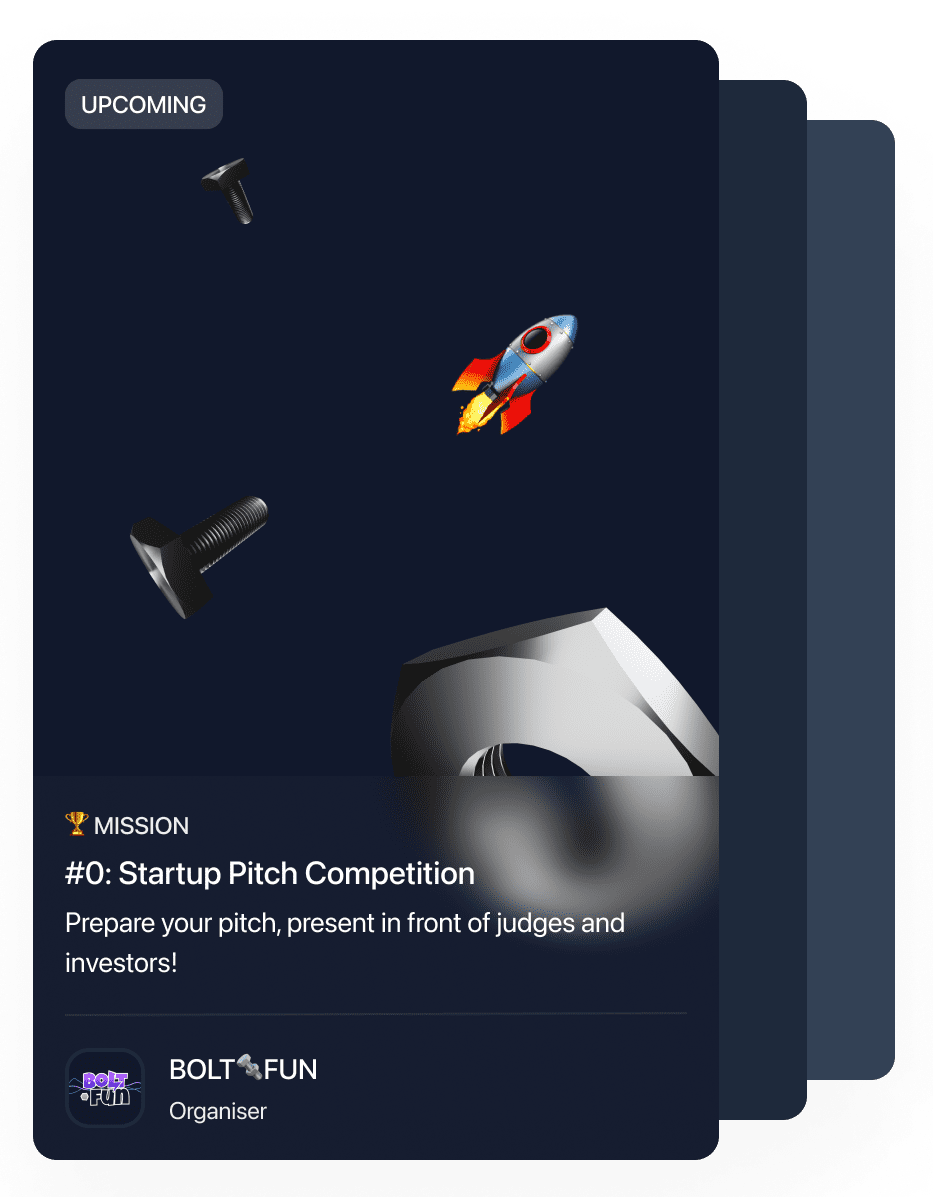 UPCOMING
🏆 MISSION
#0: Startup Pitch Competition
Prepare your pitch, present in front of judges and
investors!
BOLT
FUN
BOLT🔩FUN
Organiser